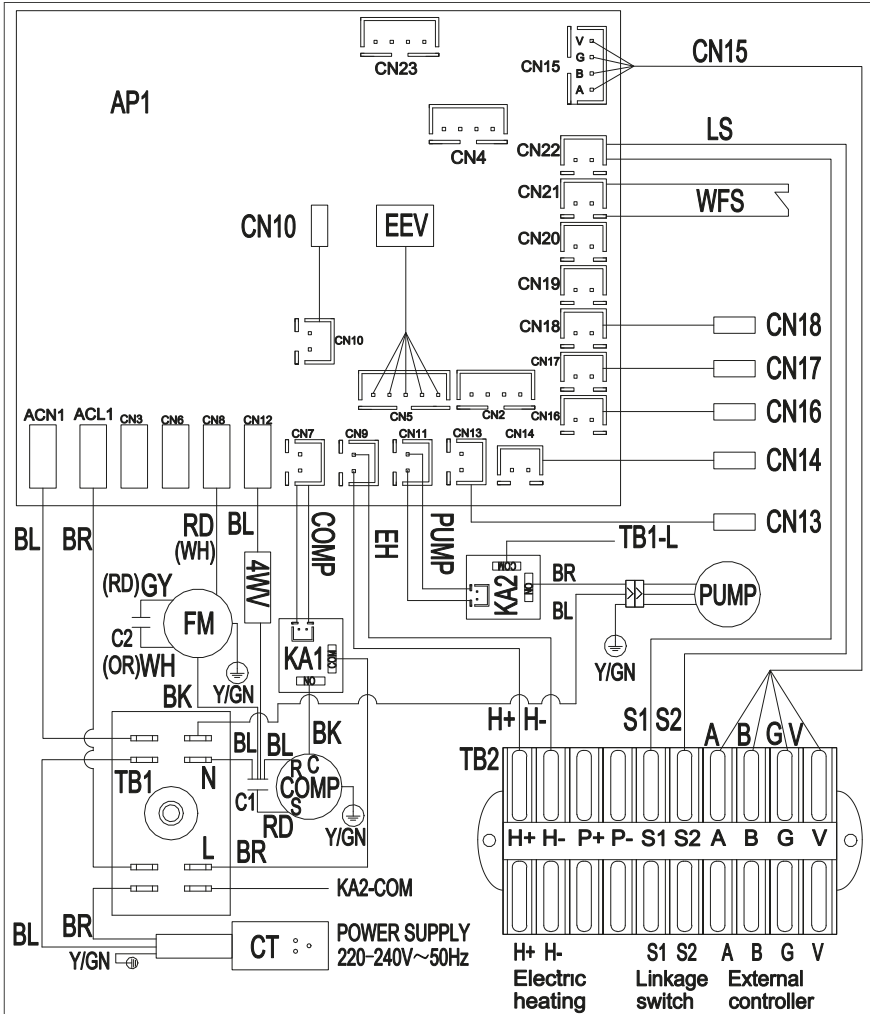 CN23
CN15
V
G
B
A
CN15
AP1
CN4
LS
CN22
CN21
WFS
CN10
EEV
CN20
CN19
CN10
CN18
CN18
CN17
CN17
CN5
CN2
CN16
CN16
ACN1
ACL1
CN3
CN6
CN8
CN12
CN7
CN9
CN11
CN13
CN14
CN14
CN13
BL
BR
RD
(WH)
BL
COMP
EH
PUMP
TB1-L
4WV
COM
KA2
NO
BR
BL
PUMP
(RD)GY
FM
C2
(OR)WH
Y/GN
KA1
COM
NO
Y/GN
BK
H+ H-
S1 S2
A B G V
BL
BL
BK
TB1
N
C1
R C
COMP
S
RD
Y/GN
TB2
H+ H- P+ P- S1 S2 A B G V
L
BR
KA2-COM
BL
BR
Y/GN
CT
POWER SUPPLY
220-240V～50Hz
H+ H- S1 S2 A B G V
Electric
heating
Linkage
switch
External
controller